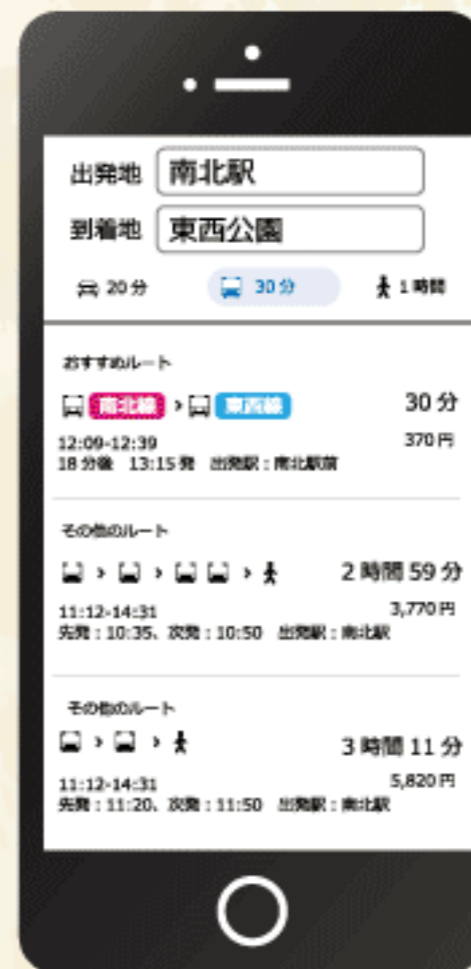 出発地 南北駅
到着地 東西公園
20分 30分 1時間
おすすめルート
南北線 › 東西線 30分
12:09-12:39 370円
18分後 13:15発 出発駅：南北駅前
その他のルート
› › › 2時間59分
11:12-14:31 3,770円
先発：10:35、次発：10:50 出発駅：南北駅
その他のルート
› › 3時間11分
11:12-14:31 5,820円
先発：11:20、次発：11:50 出発駅：南北駅